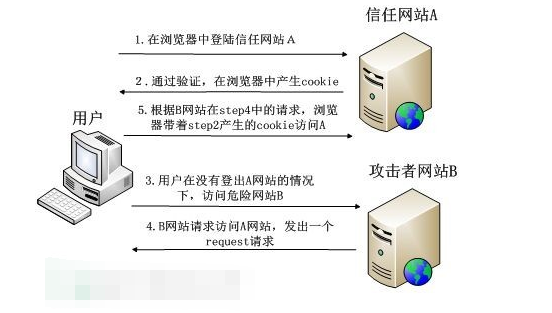 信任网站A
1.在浏览器中登陆信任网站A
2.通过验证，在浏览器中产生cookie
用户
5.根据B网站在step4中的请求，浏览
器带着step2产生的cookie访问A
攻击者网站B
3.用户在没有登出A网站的情况
下，访问危险网站B
4.B网站请求访问A网站，发出一个
request请求